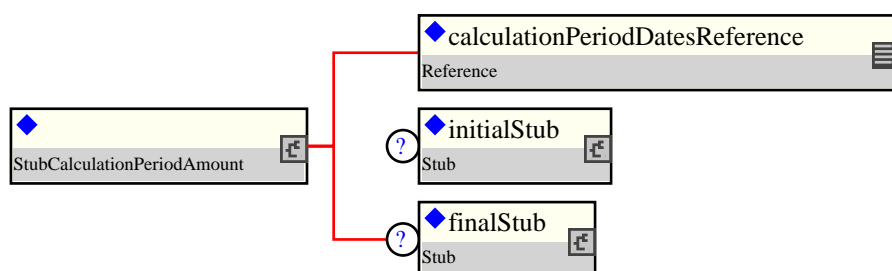 calculationPeriodDatesReference
Reference
StubCalculationPeriodAmount
? initialStub
Stub
? finalStub
Stub